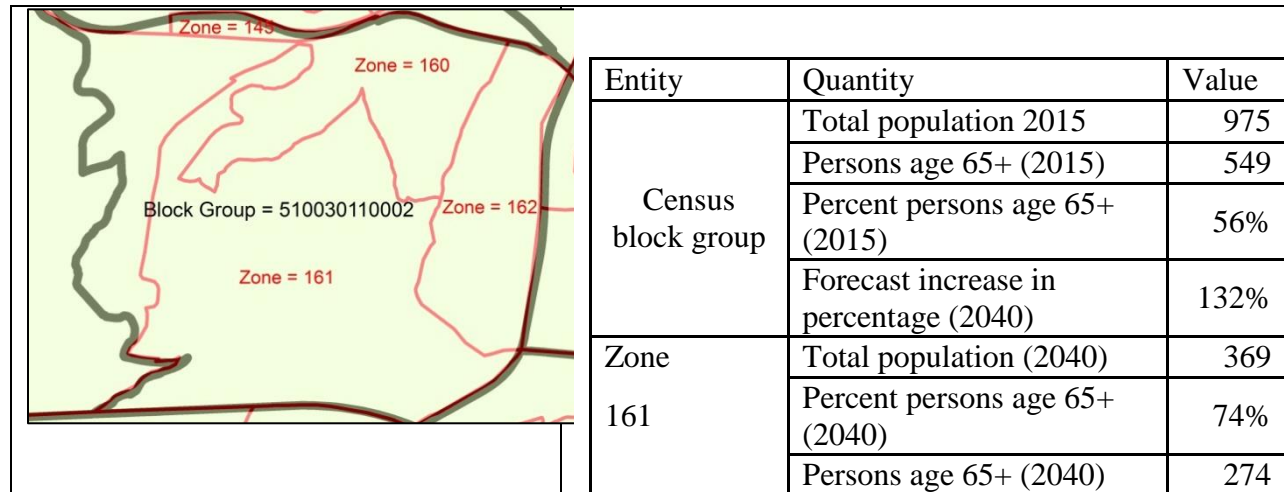 Zone = 145
Zone = 160
Block Group = 510030110002
Zone = 162
Zone = 161
Entity Quantity Value
Census
block group
Total population 2015 975
Persons age 65+ (2015) 549
Percent persons age 65+
(2015)
56%
Forecast increase in
percentage (2040)
132%
Zone
161
Total population (2040) 369
Percent persons age 65+
(2040)
74%
Persons age 65+ (2040) 274